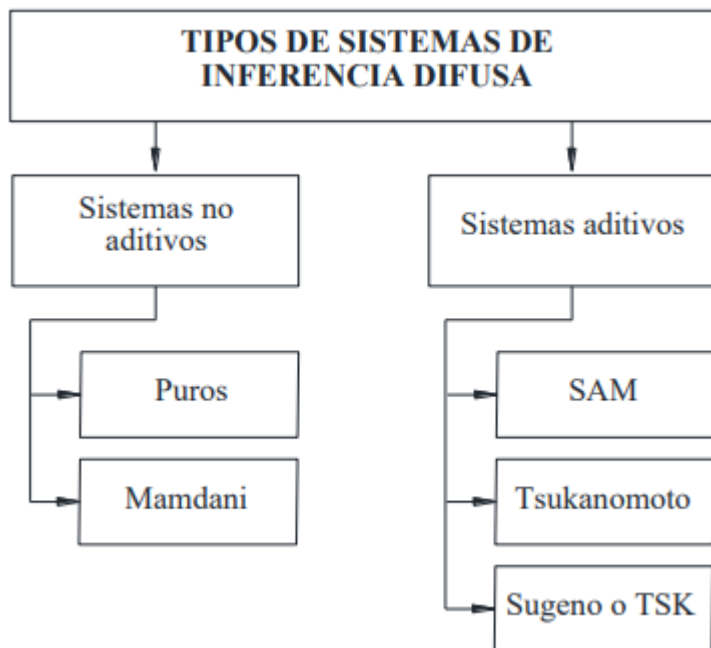 TIPOS DE SISTEMAS DE
INFERENCIA DIFUSA
Sistemas no
aditivos
Sistemas aditivos
Puros
SAM
Mamdani
Tsukanomoto
Sugeno o TSK